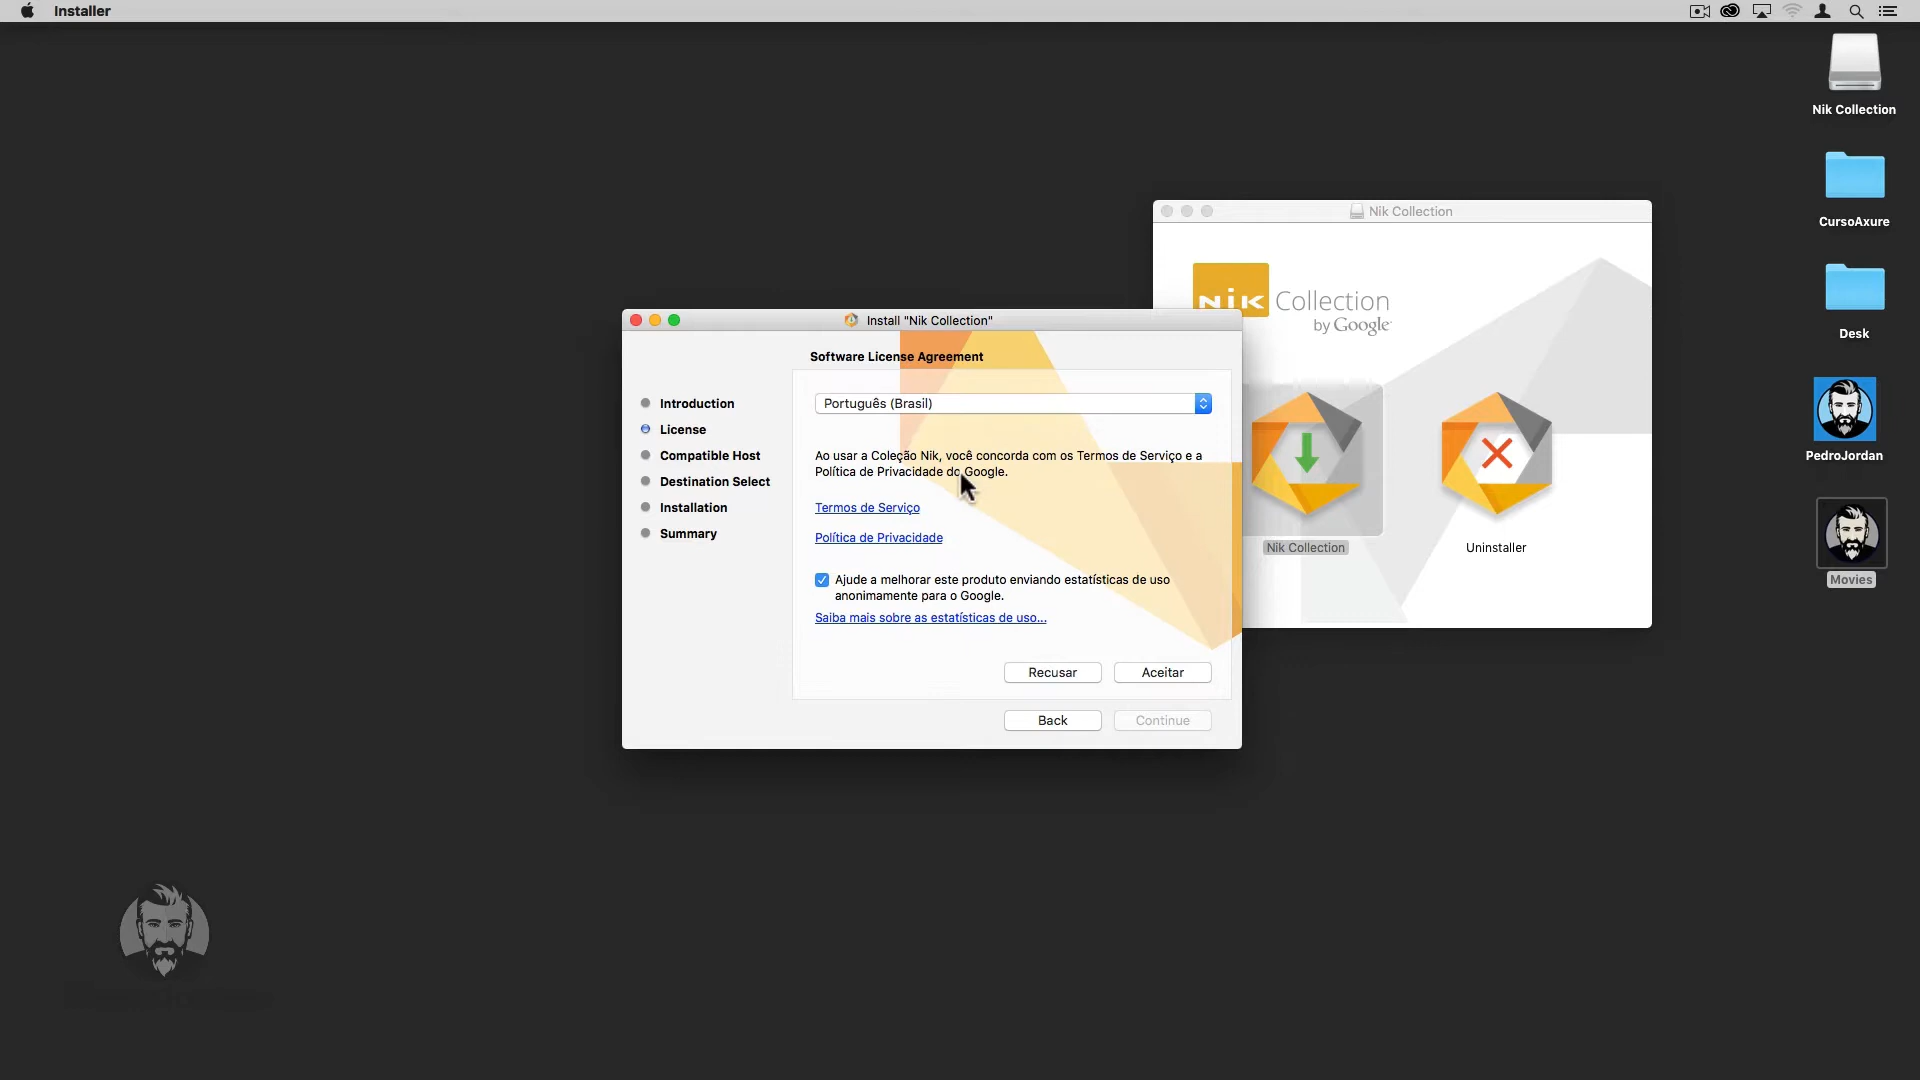 Installer
Nik Collection
CursoAxure
Desk
PedroJordan
Movies
Nik Collection
Nik Collection
by Google
Nik Collection
Uninstaller
Install "Nik Collection"
Software License Agreement
Introduction
License
Compatible Host
Destination Select
Installation
Summary
Português (Brasil)
Ao usar a Coleção Nik, você concorda com os Termos de Serviço e a
Política de Privacidade do Google.
Termos de Serviço
Política de Privacidade
Ajude a melhorar este produto enviando estatísticas de uso
anonimamente para o Google.
Saiba mais sobre as estatísticas de uso...
Recusar
Aceitar
Back
Continue